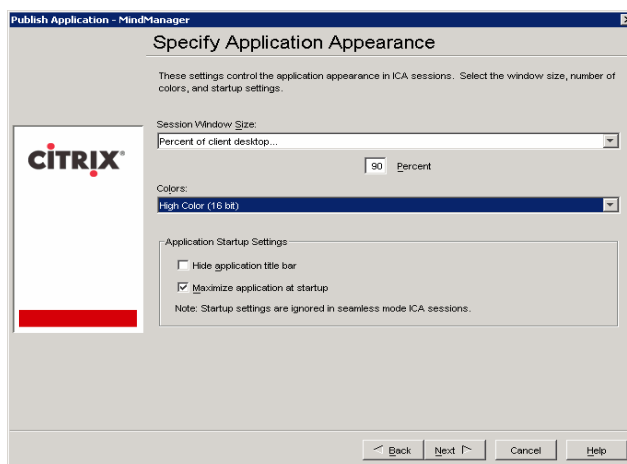 Publish Application - MindManager
Specify Application Appearance
These settings control the application appearance in ICA sessions. Select the window size, number of
colors, and startup settings.
CITRIX®
Session Window Size:
Percent of client desktop...
90 Percent
Colors:
High Color (16 bit)
Application Startup Settings
Hide application title bar
Maximize application at startup
Note: Startup settings are ignored in seamless mode ICA sessions.
Back Next Cancel Help